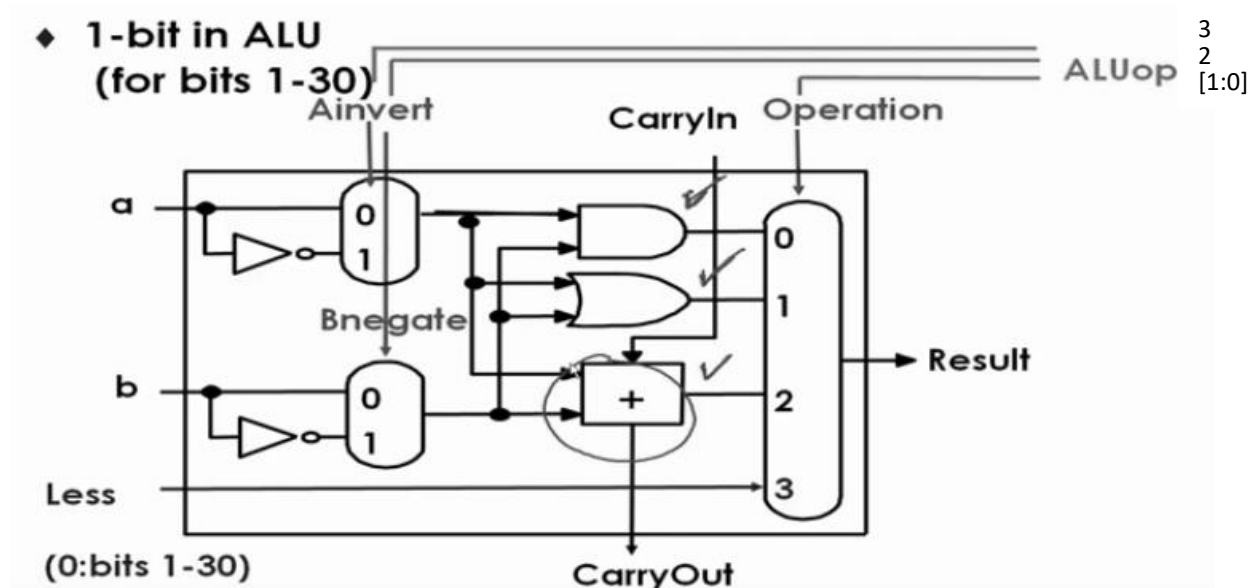 ◆ 1-bit in ALU
(for bits 1-30)
3
2
[1:0]
ALUop
Ainvert
CarryIn
Operation
a
0
1
0
1
Bnegate
b
0
1
+
2
Result
Less
3
(0:bits 1-30)
CarryOut